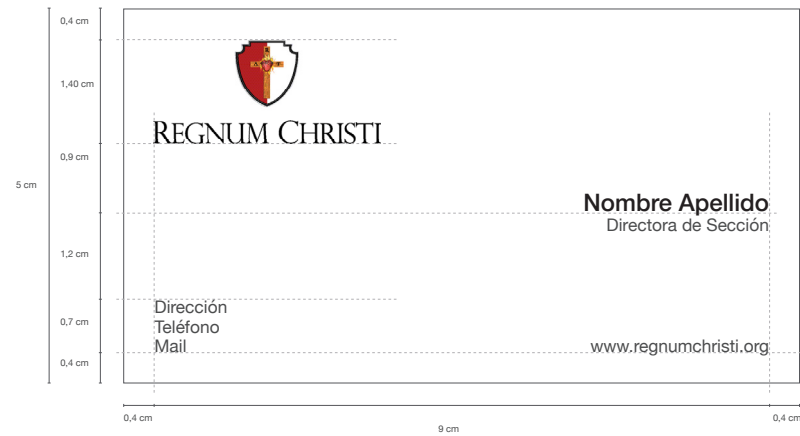 0,4 cm
1,40 cm
0,9 cm
5 cm
1,2 cm
0,7 cm
0,4 cm
REGNUM CHRISTI
Nombre Apellido
Directora de Sección
Dirección
Teléfono
Mail
www.regnumchristi.org
0,4 cm
9 cm
0,4 cm